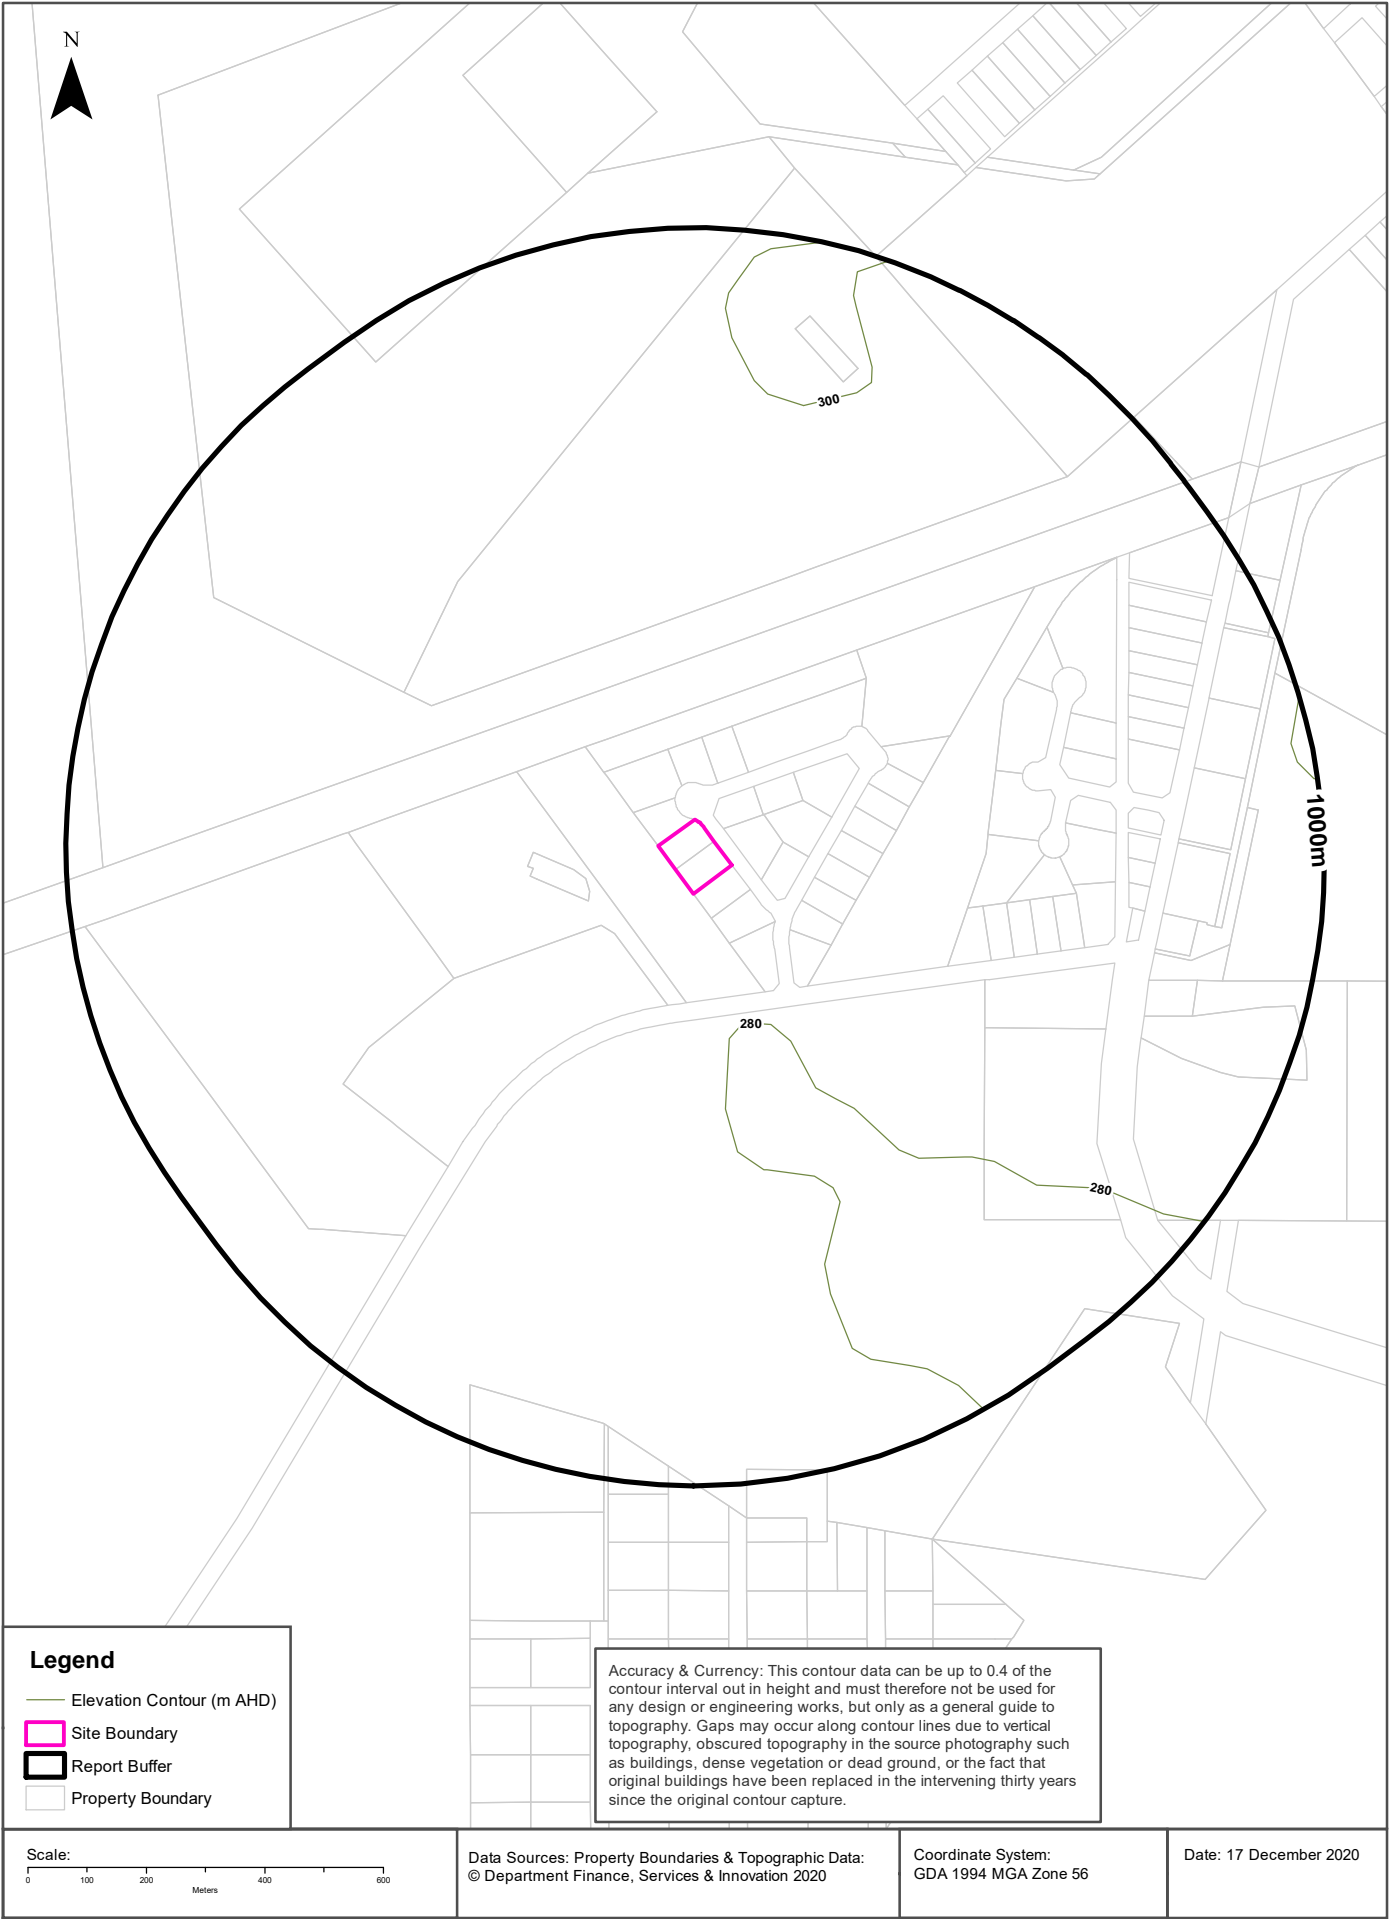 N
300
1000m
280
280
Legend
Elevation Contour (m AHD)
Site Boundary
Report Buffer
Property Boundary
Accuracy & Currency: This contour data can be up to 0.4 of the
contour interval out in height and must therefore not be used for
any design or engineering works, but only as a general guide to
topography. Gaps may occur along contour lines due to vertical
topography, obscured topography in the source photography such
as buildings, dense vegetation or dead ground, or the fact that
original buildings have been replaced in the intervening thirty years
since the original contour capture.
Scale:
0 100 200 400 600
Meters
Data Sources: Property Boundaries & Topographic Data:
© Department Finance, Services & Innovation 2020
Coordinate System:
GDA 1994 MGA Zone 56
Date: 17 December 2020